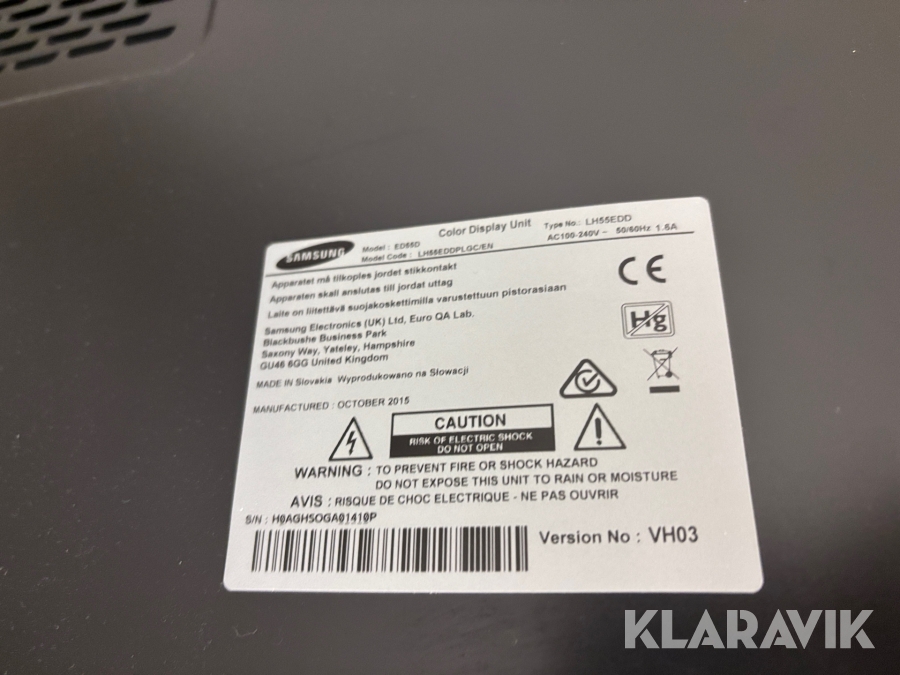 SAMSUNG
Color Display Unit
Model : ED55D
Type No.: LH55EDD
Model Code : LH55EDDPLGC/EN
AC100-240V ~ 50/60Hz 1.6A
Apparatet må tilkoples jordet stikkontakt
Apparaten skall anslutas till jordat uttag
Laite on liitettävä suojakoskettimilla varustettuun pistorasiaan
Samsung Electronics (UK) Ltd, Euro QA Lab.
Blackbushe Business Park
Saxony Way, Yateley, Hampshire
GU46 6GG United Kingdom
MADE IN Slovakia Wyprodukowano na Słowacji
MANUFACTURED : OCTOBER 2015
CE
Hg
CAUTION
RISK OF ELECTRIC SHOCK
DO NOT OPEN
WARNING : TO PREVENT FIRE OR SHOCK HAZARD
DO NOT EXPOSE THIS UNIT TO RAIN OR MOISTURE
AVIS : RISQUE DE CHOC ELECTRIQUE - NE PAS OUVRIR
S/N : H0AGH5OGA01410P
Version No : VH03
KLARAVIK